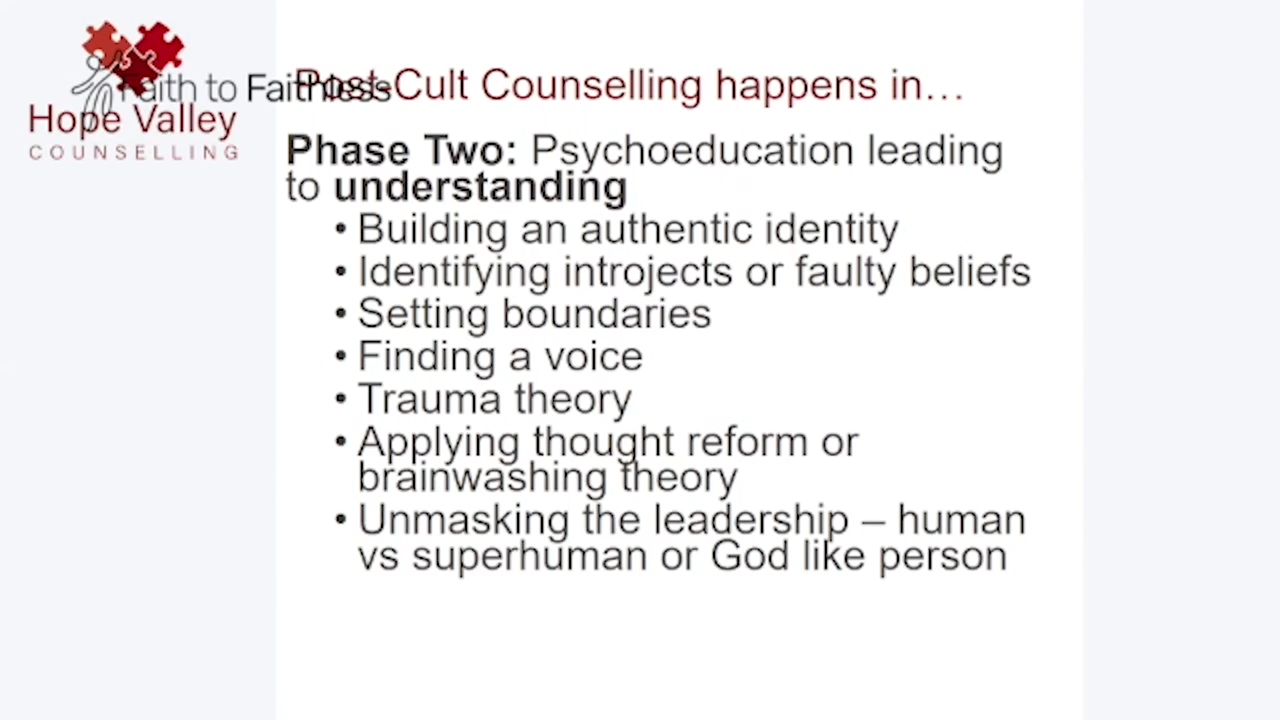 Faith to Faithless
Hope Valley
COUNSELLING
Post-Cult Counselling happens in…
Phase Two: Psychoeducation leading
to understanding
• Building an authentic identity
• Identifying introjects or faulty beliefs
• Setting boundaries
• Finding a voice
• Trauma theory
• Applying thought reform or
brainwashing theory
• Unmasking the leadership – human
vs superhuman or God like person